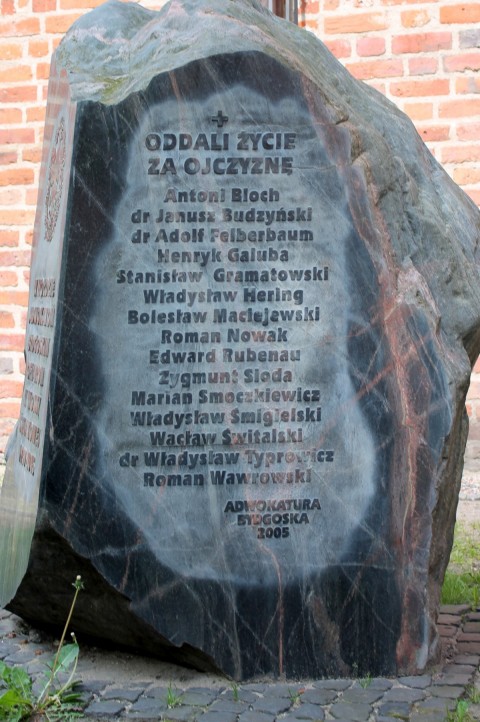 ODDALI ŻYCIE
ZA OJCZYZNĘ
Antoni Bloch
dr Janusz Budzyński
dr Adolf Felberbaum
Henryk Galuba
Stanisław Gramatowski
Władysław Hering
Bolesław Maciejewski
Roman Nowak
Edward Rubenau
Zygmunt Sioda
Marian Smoczkiewicz
Władysław Śmigielski
Wacław Świtalski
dr Władysław Typrowicz
Roman Wawrowski
ADWOKATURA
BYDGOSKA
2005